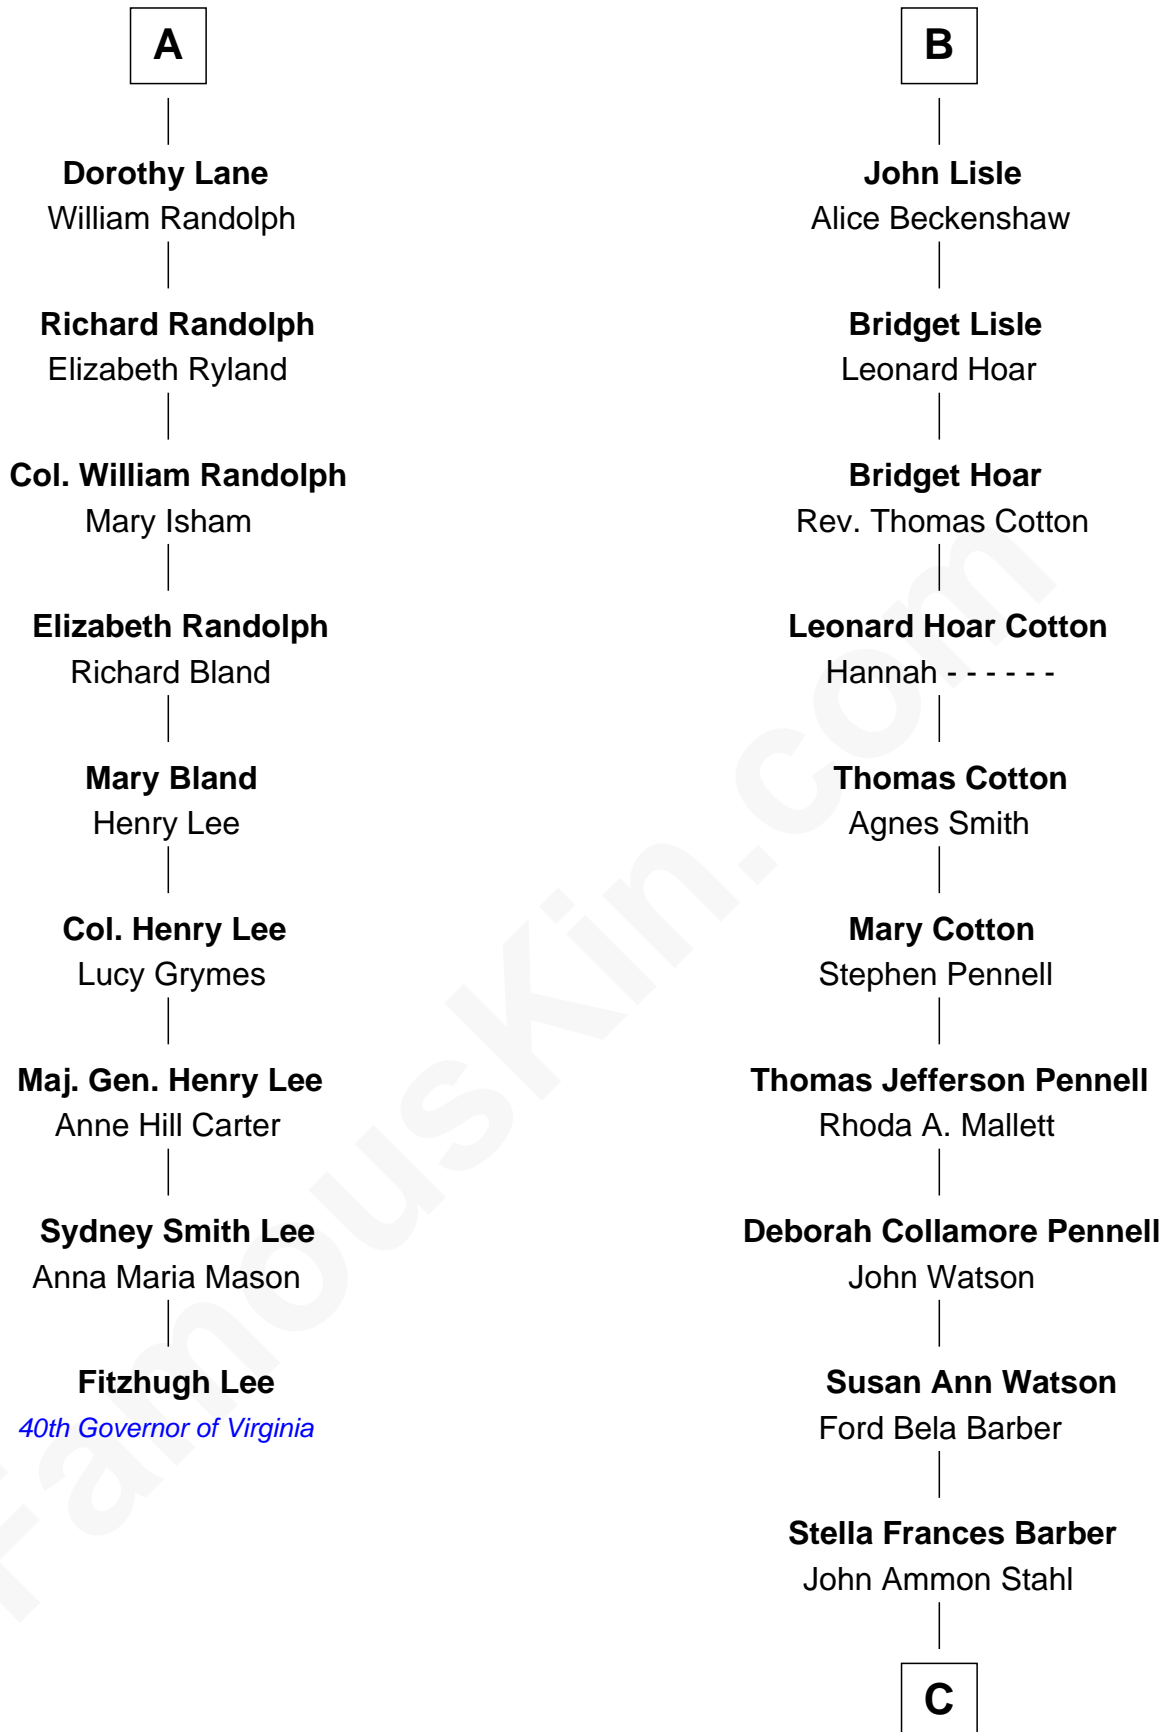 A
Dorothy Lane
William Randolph
Richard Randolph
Elizabeth Ryland
Col. William Randolph
Mary Isham
Elizabeth Randolph
Richard Bland
Mary Bland
Henry Lee
Col. Henry Lee
Lucy Grymes
Maj. Gen. Henry Lee
Anne Hill Carter
Sydney Smith Lee
Anna Maria Mason
Fitzhugh Lee
40th Governor of Virginia
B
John Lisle
Alice Beckenshaw
Bridget Lisle
Leonard Hoar
Bridget Hoar
Rev. Thomas Cotton
Leonard Hoar Cotton
Hannah - - - - - -
Thomas Cotton
Agnes Smith
Mary Cotton
Stephen Pennell
Thomas Jefferson Pennell
Rhoda A. Mallett
Deborah Collamore Pennell
John Watson
Susan Ann Watson
Ford Bela Barber
Stella Frances Barber
John Ammon Stahl
C
FamousKin.com